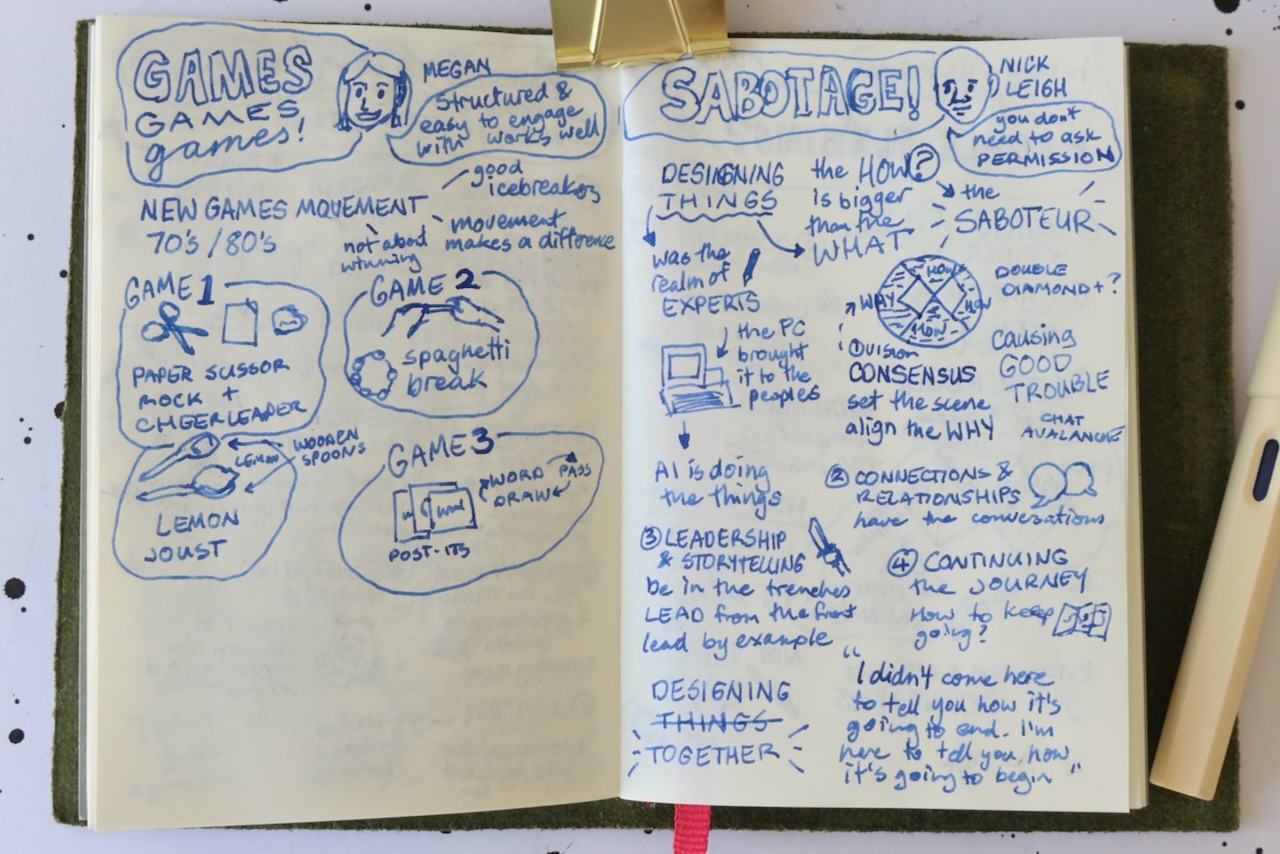 GAMES
GAMES
games!
MEGAN
Structured &
easy to engage
with works well
good
icebreakers
NEW GAMES MOVEMENT
70's / 80's
not about
winning
movement
makes a difference
GAME 1
PAPER SCISSOR
ROCK +
CHEERLEADER
GAME 2
spaghetti
break
LEMON
WOODEN
SPOONS
LEMON
JOUST
GAME 3
WORD
DRAW
PASS
POST-ITS
SABOTAGE!
NICK
LEIGH
you don't
need to ask
PERMISSION
DESIGNING
THINGS
was the
realm of
EXPERTS
the PC
brought
it to the
peoples
AI is doing
the things
the HOW?
is bigger
than the
WHAT
the
SABOTEUR
WHY
HOW
HOW
HOW
DOUBLE
DIAMOND+?
① VISION
CONSENSUS
set the scene
align the WHY
causing
GOOD
TROUBLE
CHAT
AVALANCHE
② CONNECTIONS &
RELATIONSHIPS
have the conversations
③ LEADERSHIP
& STORYTELLING
be in the trenches
LEAD from the front
lead by example
④ CONTINUING
the JOURNEY
How to keep
going?
DESIGNING
THINGS
TOGETHER
"I didn't come here
to tell you how it's
going to end. I'm
here to tell you how
it's going to begin"